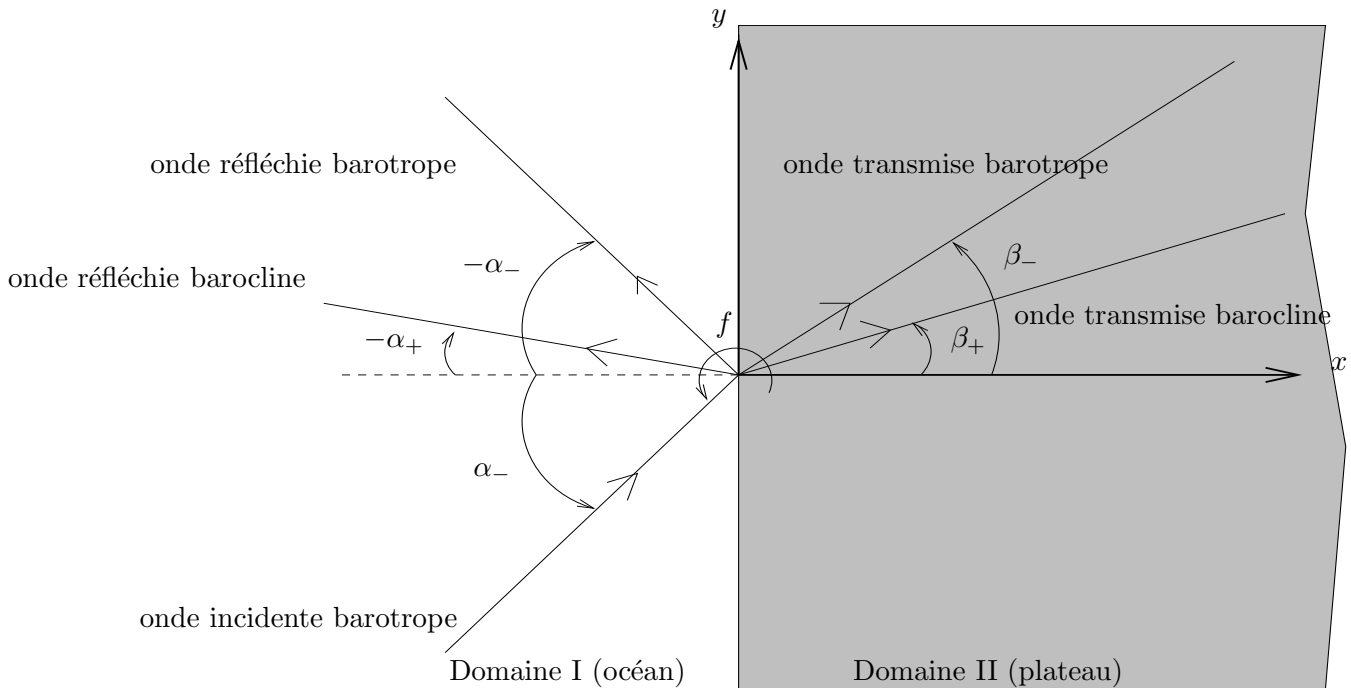 y
onde réfléchie barotrope
onde transmise barotrope
−α₋
β₋
onde réfléchie barocline
f
onde transmise barocline
−α₊
β₊
x
α₋
onde incidente barotrope
Domaine I (océan)
Domaine II (plateau)